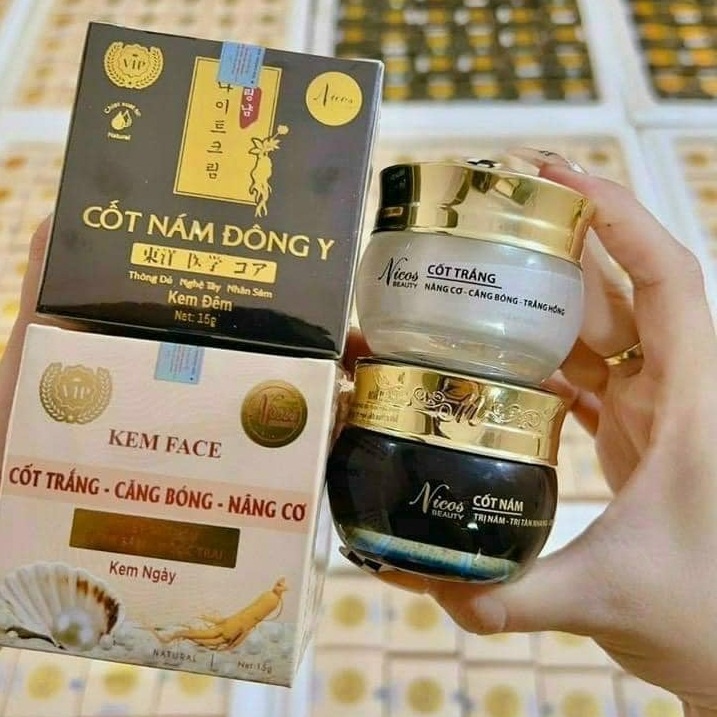 VIP
Natural
나이트크림
Nicos
CỐT NÁM ĐÔNG Y
東洋 医学 コア
Thông Đỏ Nghệ Tây Nhân Sâm
Kem Đêm
Net: 15g
VIP
KEM FACE
CỐT TRẮNG - CĂNG BÓNG - NÂNG CƠ
Kem Ngày
NATURAL
Net: 15g
Nicos
BEAUTY
CỐT TRẮNG
NÂNG CƠ - CĂNG BÓNG - TRẮNG HỒNG
Nicos
BEAUTY
CỐT NÁM
TRỊ NÁM - TRỊ TÀN NHANG